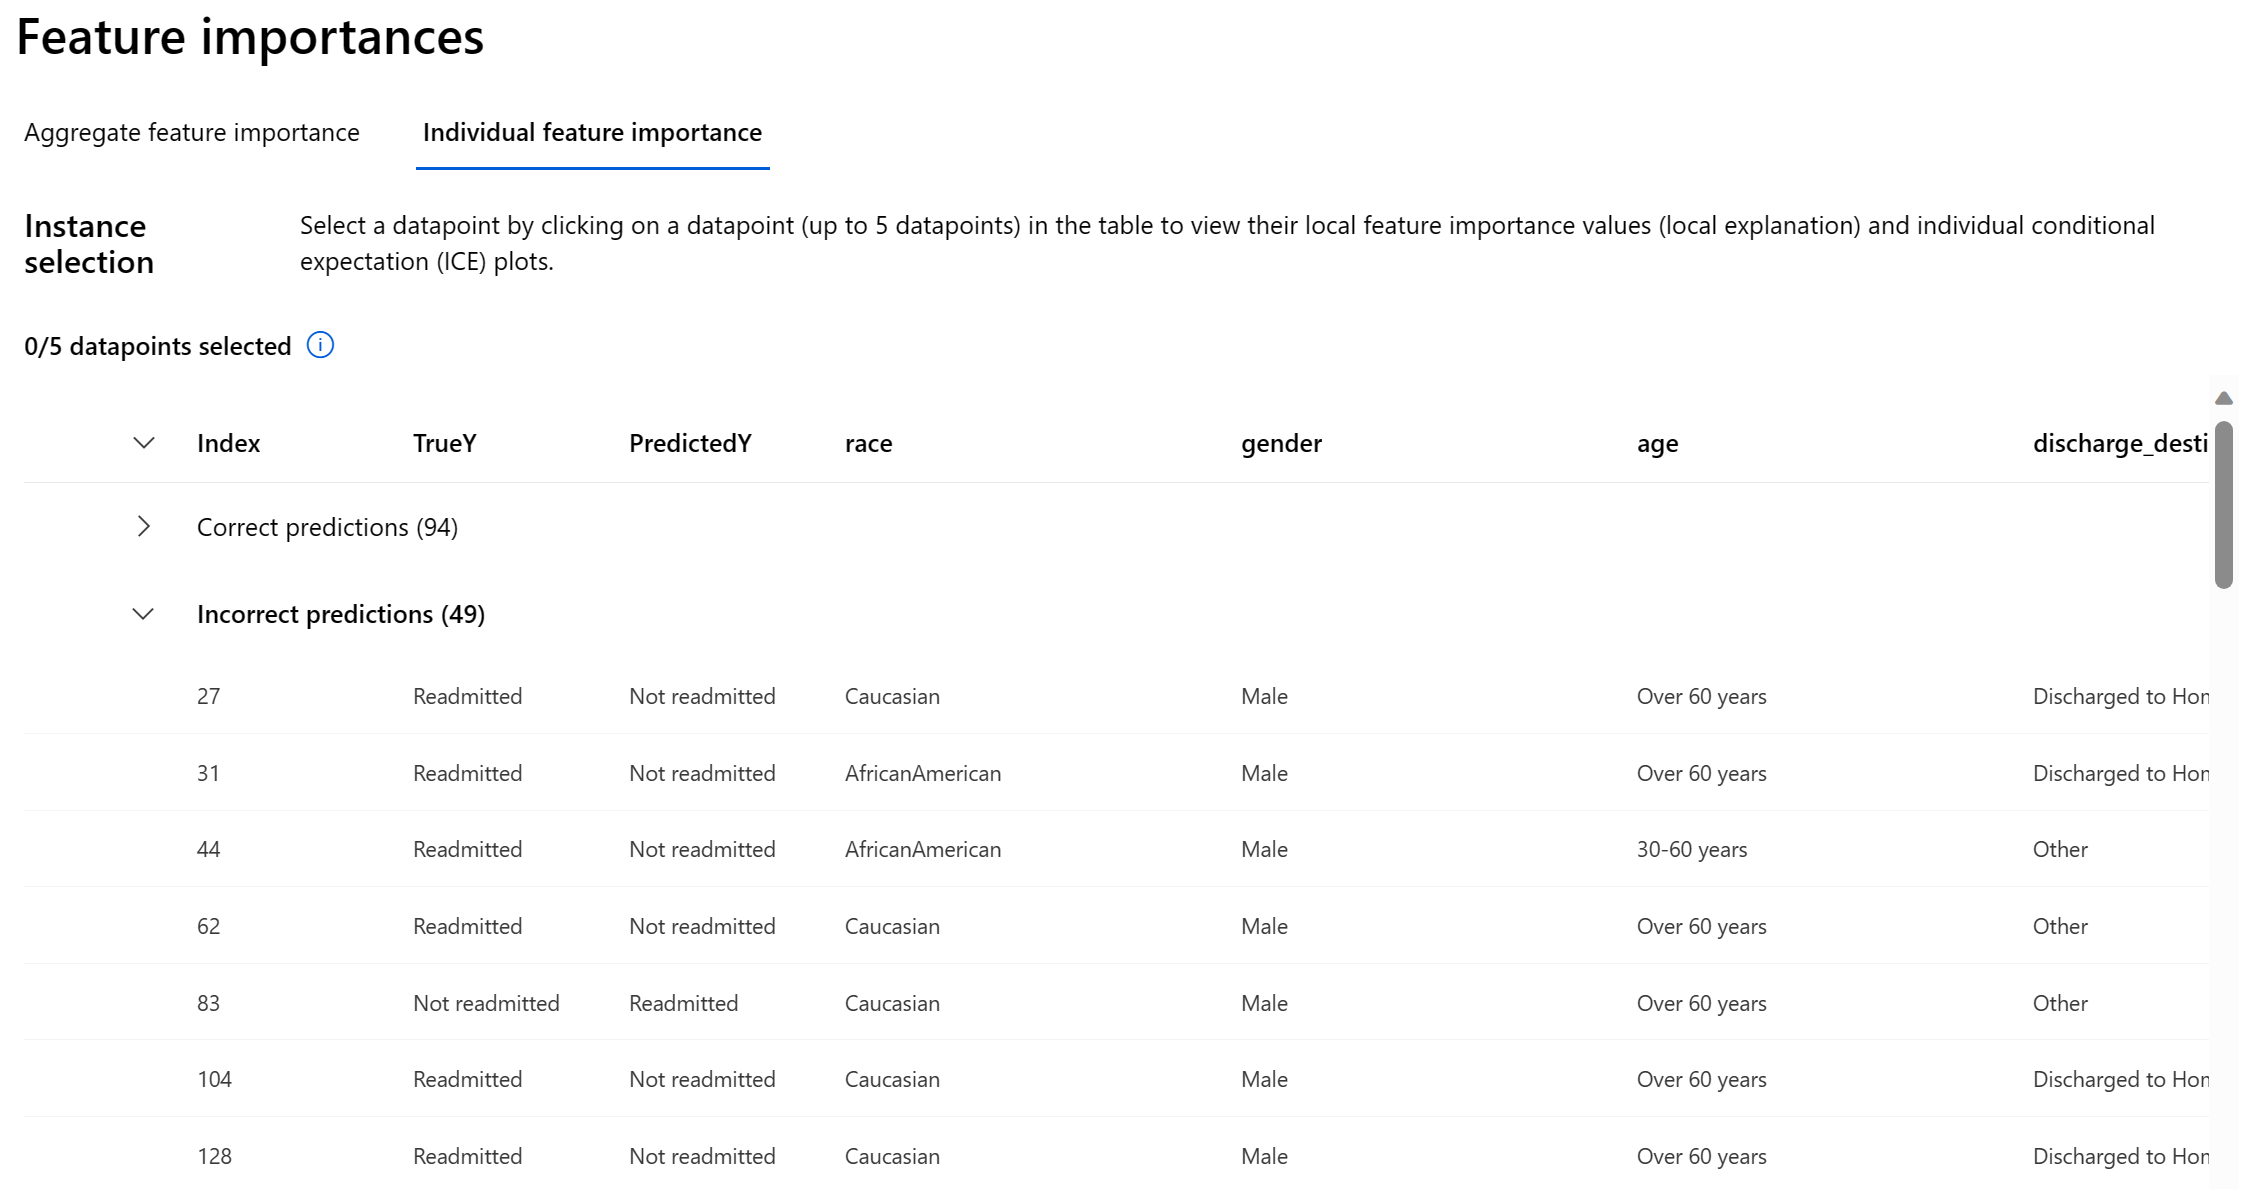 Feature importances
Aggregate feature importance Individual feature importance
Instance selection
Select a datapoint by clicking on a datapoint (up to 5 datapoints) in the table to view their local feature importance values (local explanation) and individual conditional
expectation (ICE) plots.
0/5 datapoints selected
Index TrueY PredictedY race gender age discharge_desti
Correct predictions (94)
Incorrect predictions (49)
27 Readmitted Not readmitted Caucasian Male Over 60 years Discharged to Hom
31 Readmitted Not readmitted AfricanAmerican Male Over 60 years Discharged to Hom
44 Readmitted Not readmitted AfricanAmerican Male 30-60 years Other
62 Readmitted Not readmitted Caucasian Male Over 60 years Other
83 Not readmitted Readmitted Caucasian Male Over 60 years Other
104 Readmitted Not readmitted Caucasian Male Over 60 years Discharged to Hom
128 Readmitted Not readmitted Caucasian Male Over 60 years Discharged to Hom